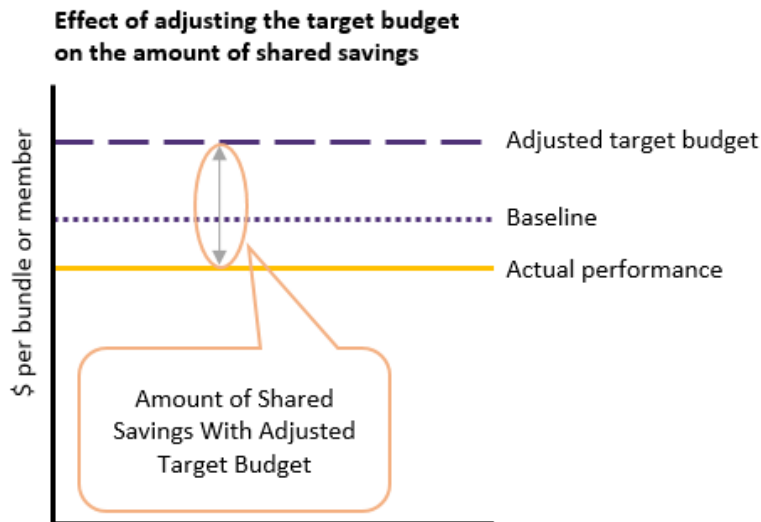 Effect of adjusting the target budget
on the amount of shared savings
$ per bundle or member
Adjusted target budget
Baseline
Actual performance
Amount of Shared
Savings With Adjusted
Target Budget